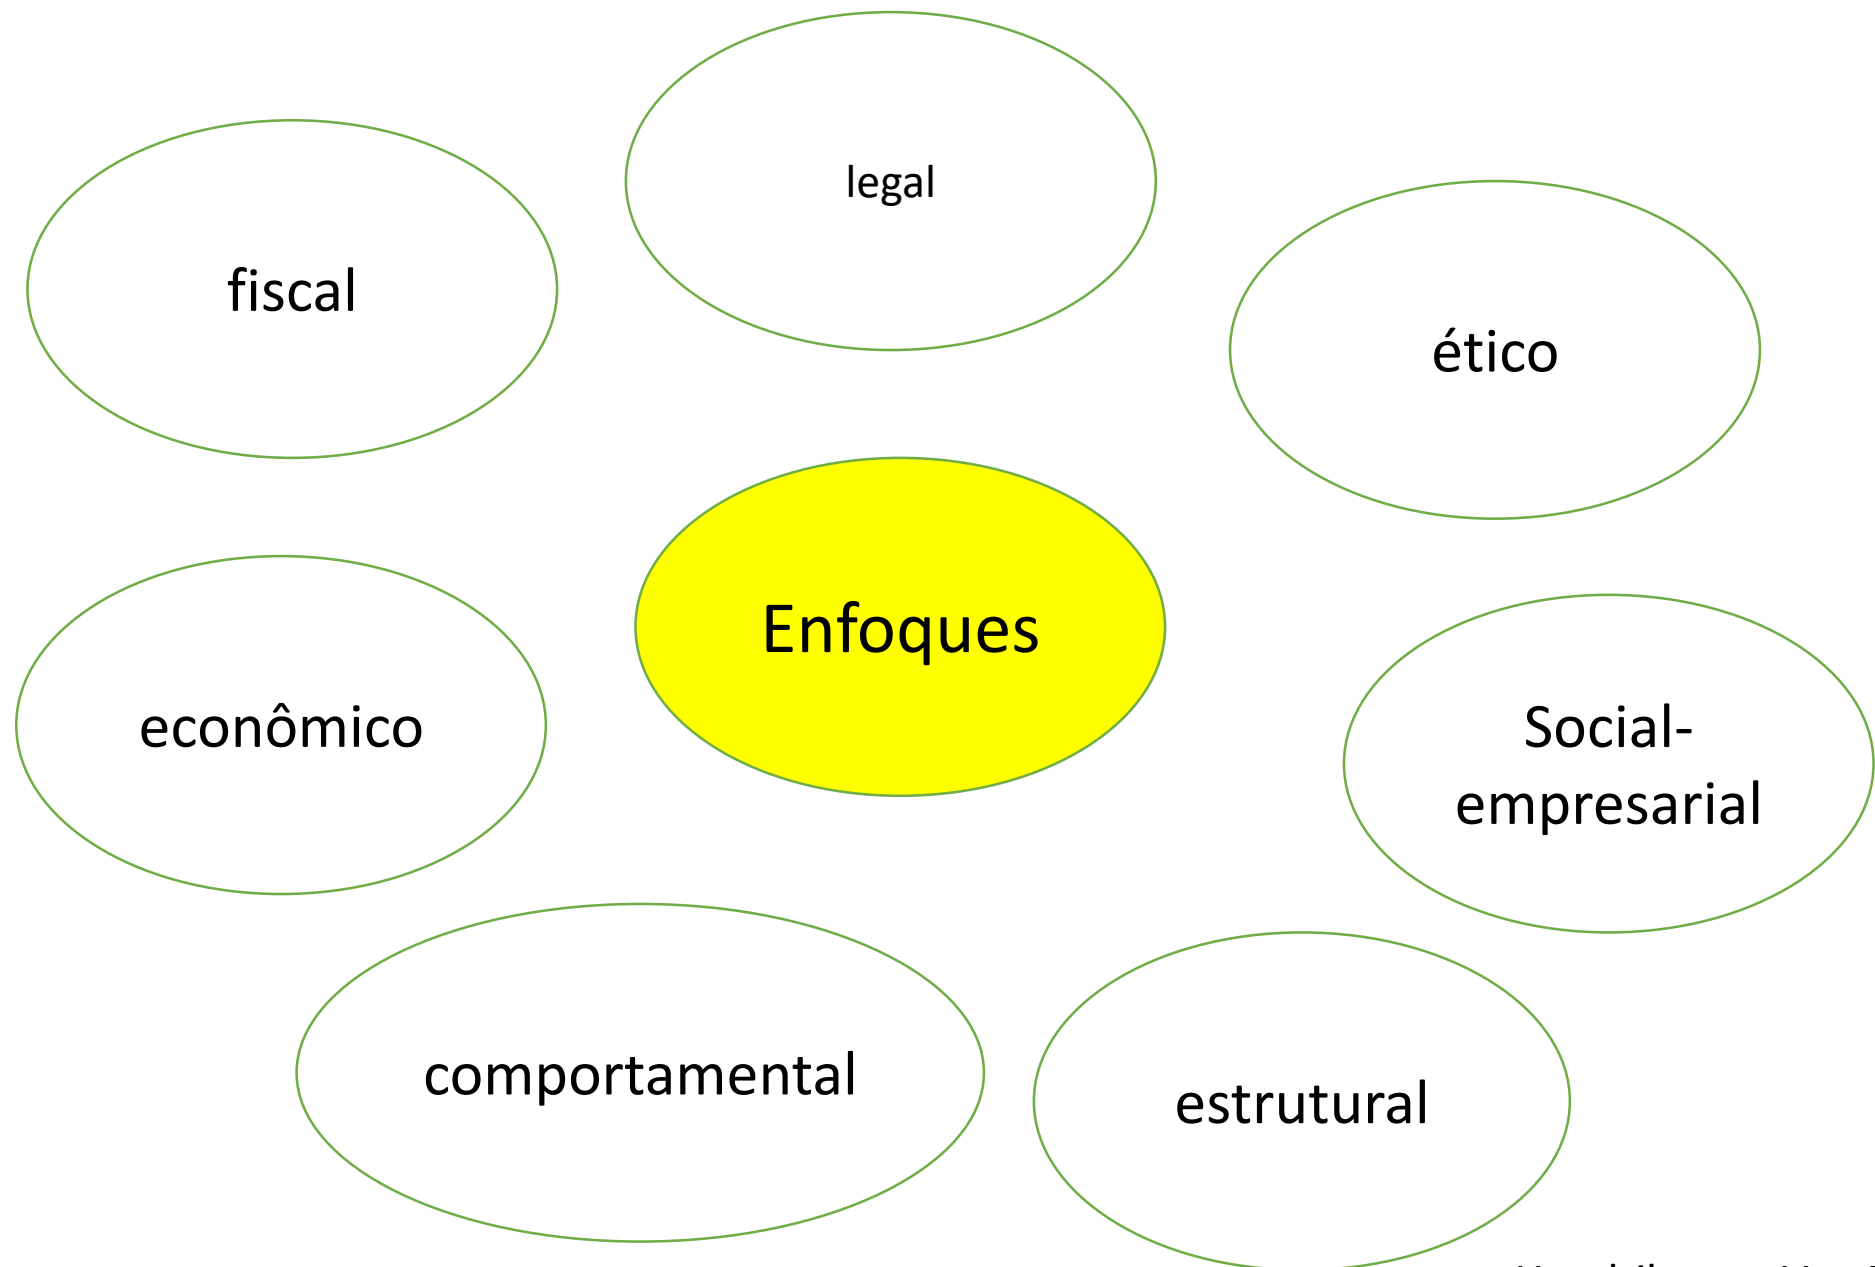 legal
fiscal
ético
Enfoques
econômico
Social-
empresarial
comportamental
estrutural